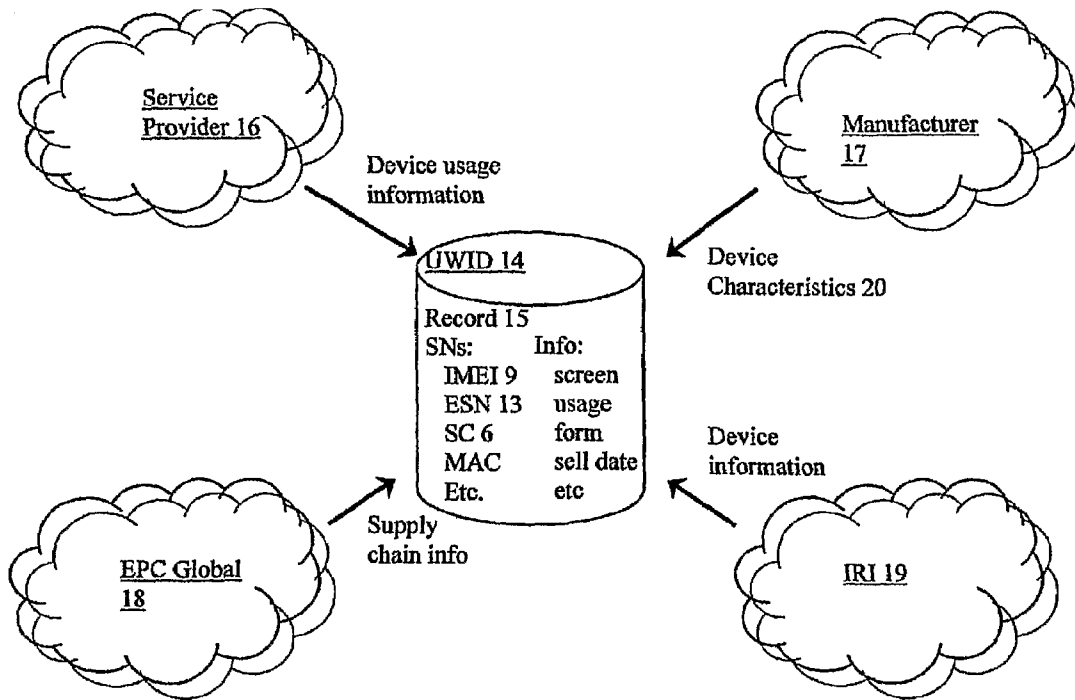 Service
Provider 16
Manufacturer
17
Device usage
information
UWID 14
Device
Characteristics 20
Record 15
SNs: Info:
IMEI 9 screen
ESN 13 usage
SC 6 form
MAC sell date
Etc. etc
Device
information
Supply
chain info
EPC Global
18
IRI 19